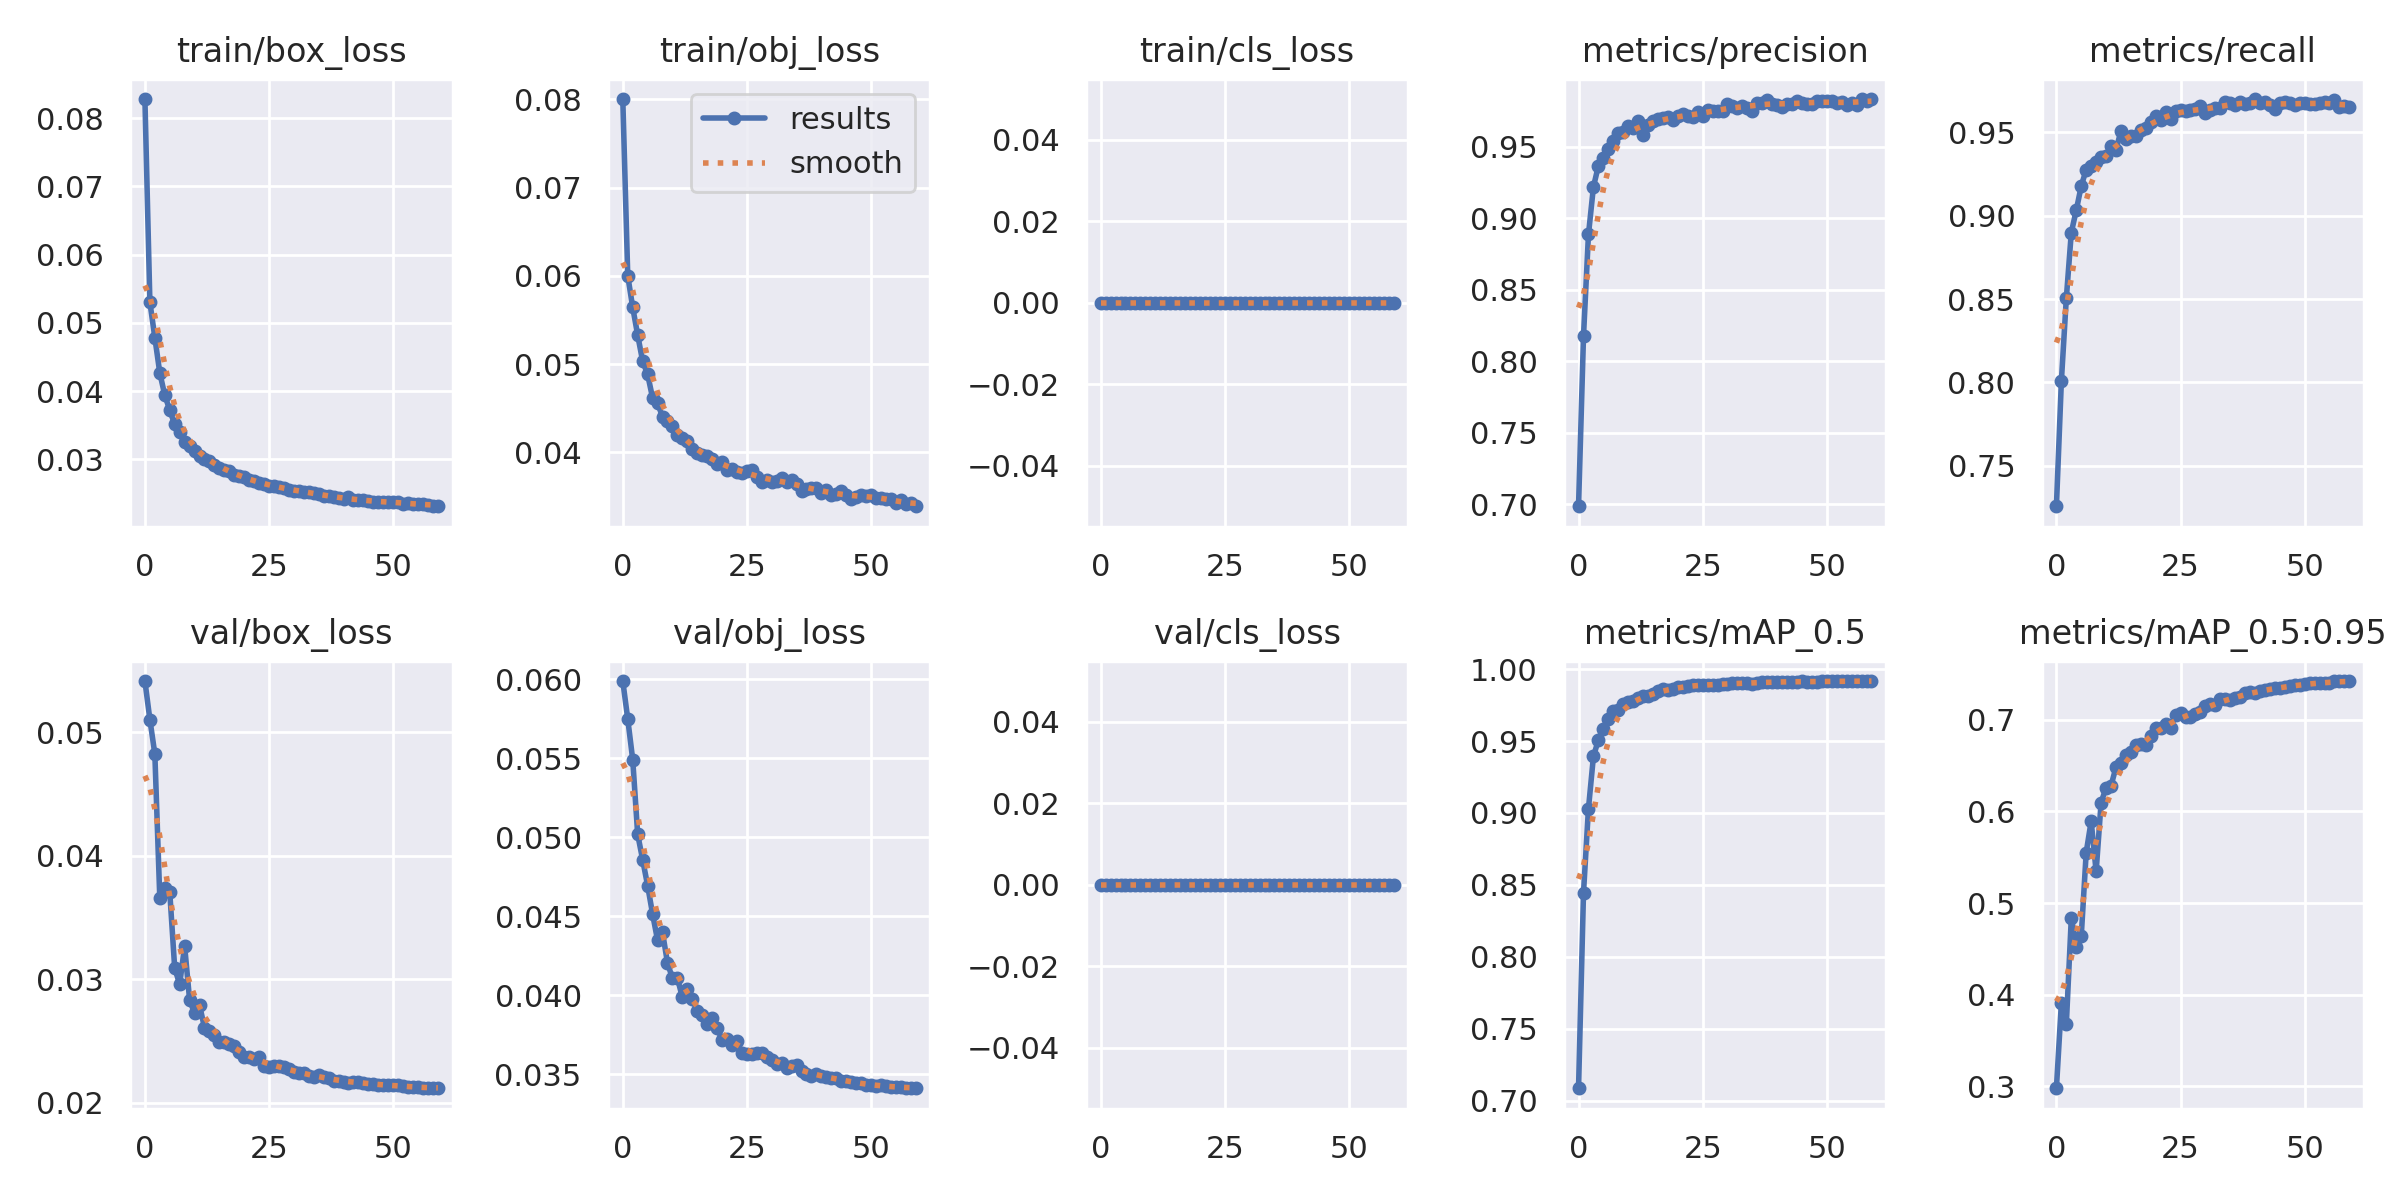 train/box_loss
0.08
0.07
0.06
0.05
0.04
0.03
0 25 50
train/obj_loss
results
smooth
0.08
0.07
0.06
0.05
0.04
0 25 50
train/cls_loss
0.04
0.02
0.00
−0.02
−0.04
0 25 50
metrics/precision
0.95
0.90
0.85
0.80
0.75
0.70
0 25 50
metrics/recall
0.95
0.90
0.85
0.80
0.75
0 25 50
val/box_loss
0.05
0.04
0.03
0.02
0 25 50
val/obj_loss
0.060
0.055
0.050
0.045
0.040
0.035
0 25 50
val/cls_loss
0.04
0.02
0.00
−0.02
−0.04
0 25 50
metrics/mAP_0.5
1.00
0.95
0.90
0.85
0.80
0.75
0.70
0 25 50
metrics/mAP_0.5:0.95
0.7
0.6
0.5
0.4
0.3
0 25 50